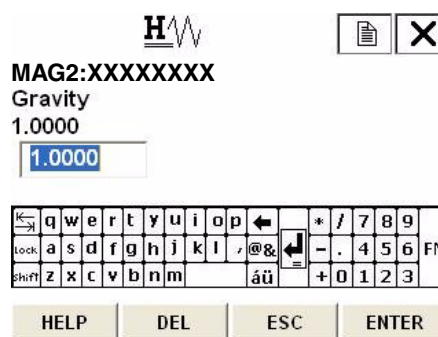 H
MAG2:XXXXXXXX
Gravity
1.0000
1.0000
q w e r t y u i o p * / 7 8 9
Lock a s d f g h j k l , @& - . 4 5 6 FN
shift z x c v b n m áü = + 0 1 2 3
HELP DEL ESC ENTER